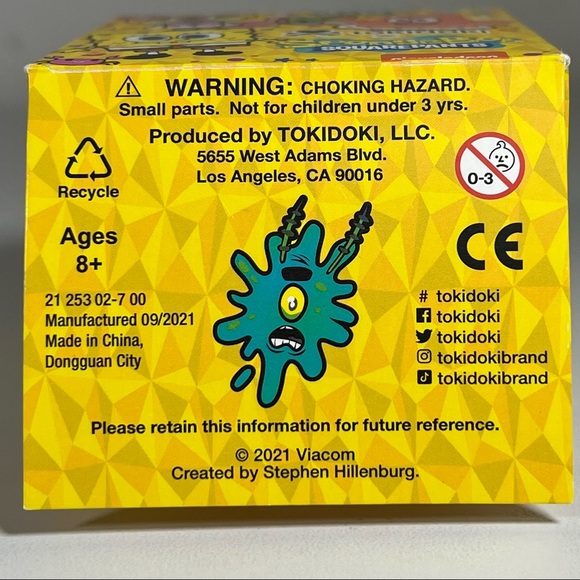 SQUAREPANTS
nickelodeon
WARNING: CHOKING HAZARD.
Small parts. Not for children under 3 yrs.
Produced by TOKIDOKI, LLC.
5655 West Adams Blvd.
Los Angeles, CA 90016
Recycle
0-3
Ages
8+
CE
21 253 02-7 00
Manufactured 09/2021
Made in China,
Dongguan City
# tokidoki
tokidoki
tokidoki
tokidokibrand
tokidokibrand
Please retain this information for future reference.
© 2021 Viacom
Created by Stephen Hillenburg.